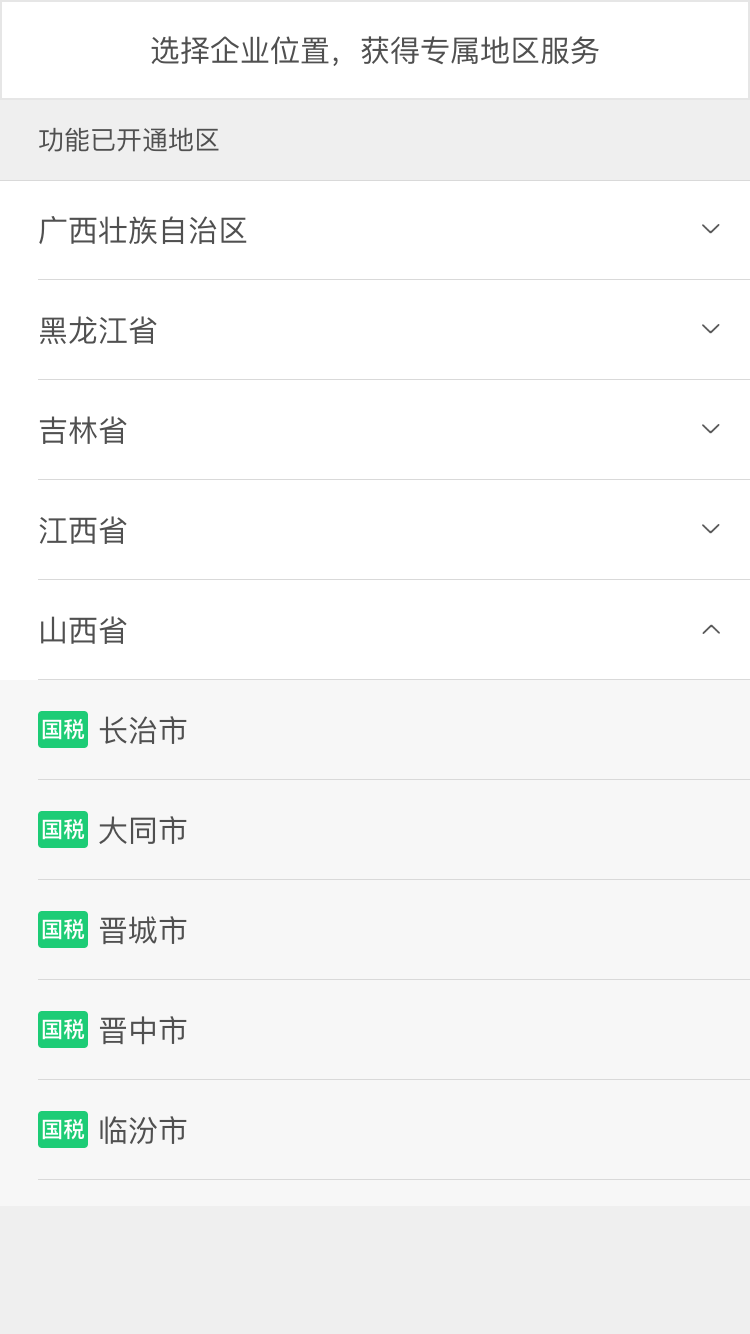 选择企业位置，获得专属地区服务
功能已开通地区
广西壮族自治区
黑龙江省
吉林省
江西省
山西省
国税 长治市
国税 大同市
国税 晋城市
国税 晋中市
国税 临汾市